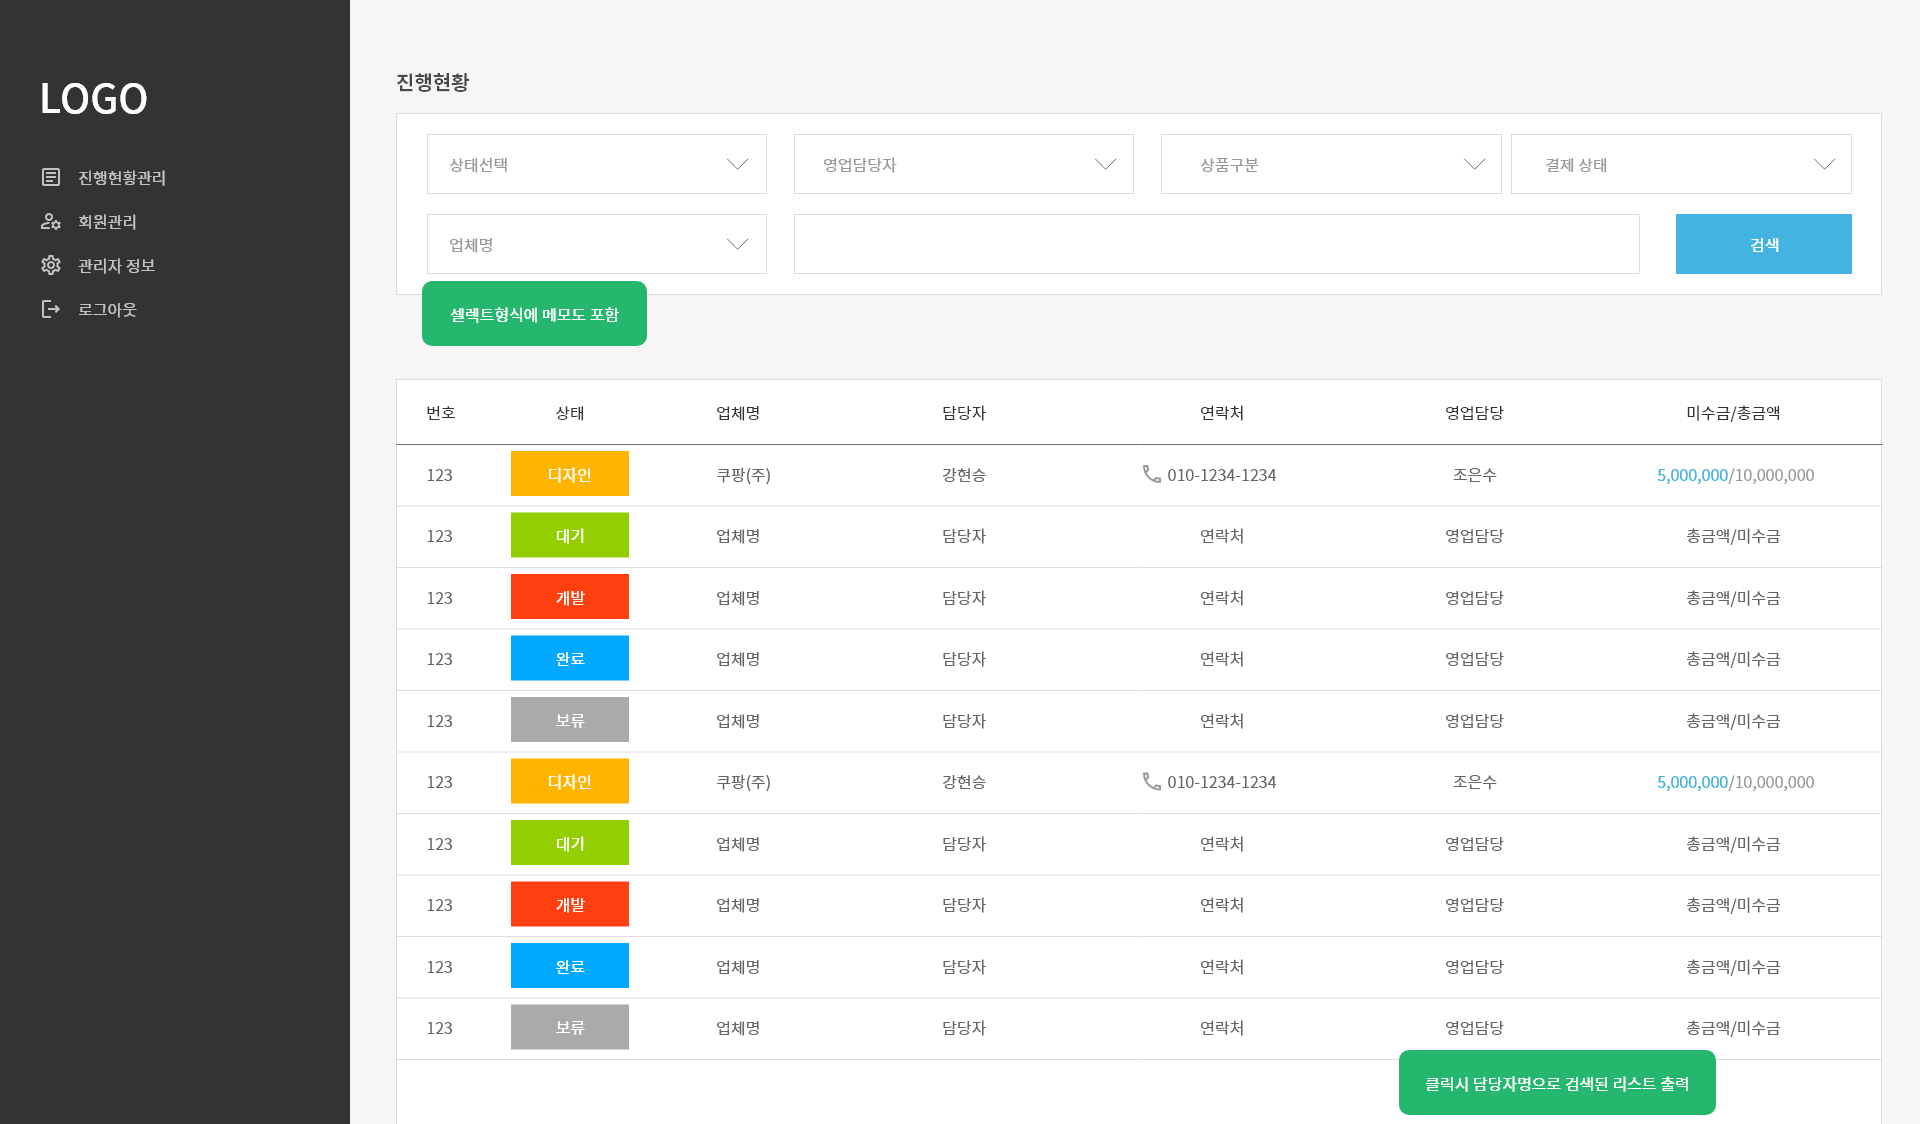 LOGO
진행현황관리
회원관리
관리자 정보
로그아웃
진행현황
상태선택 영업담당자 상품구분 결제 상태
업체명 검색
셀렉트형식에 메모도 포함
번호 상태 업체명 담당자 연락처 영업담당 미수금/총금액
123 디자인 쿠팡(주) 강현승 010-1234-1234 조은수 5,000,000/10,000,000
123 대기 업체명 담당자 연락처 영업담당 총금액/미수금
123 개발 업체명 담당자 연락처 영업담당 총금액/미수금
123 완료 업체명 담당자 연락처 영업담당 총금액/미수금
123 보류 업체명 담당자 연락처 영업담당 총금액/미수금
123 디자인 쿠팡(주) 강현승 010-1234-1234 조은수 5,000,000/10,000,000
123 대기 업체명 담당자 연락처 영업담당 총금액/미수금
123 개발 업체명 담당자 연락처 영업담당 총금액/미수금
123 완료 업체명 담당자 연락처 영업담당 총금액/미수금
123 보류 업체명 담당자 연락처 영업담당 총금액/미수금
클릭시 담당자명으로 검색된 리스트 출력